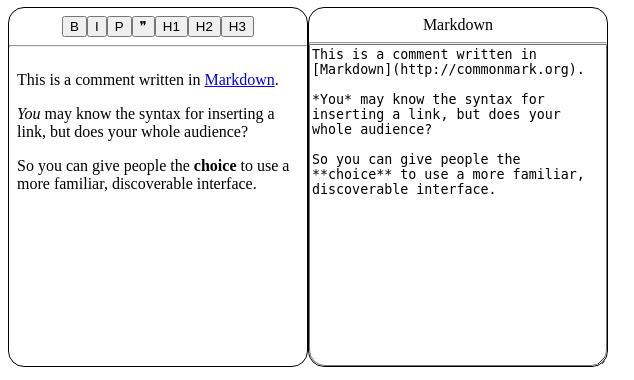 B I P ❞ H1 H2 H3
This is a comment written in Markdown.
You may know the syntax for inserting a
link, but does your whole audience?
So you can give people the choice to use a
more familiar, discoverable interface.
Markdown
This is a comment written in
[Markdown](http://commonmark.org).
*You* may know the syntax for
inserting a link, but does your
whole audience?
So you can give people the
**choice** to use a more familiar,
discoverable interface.